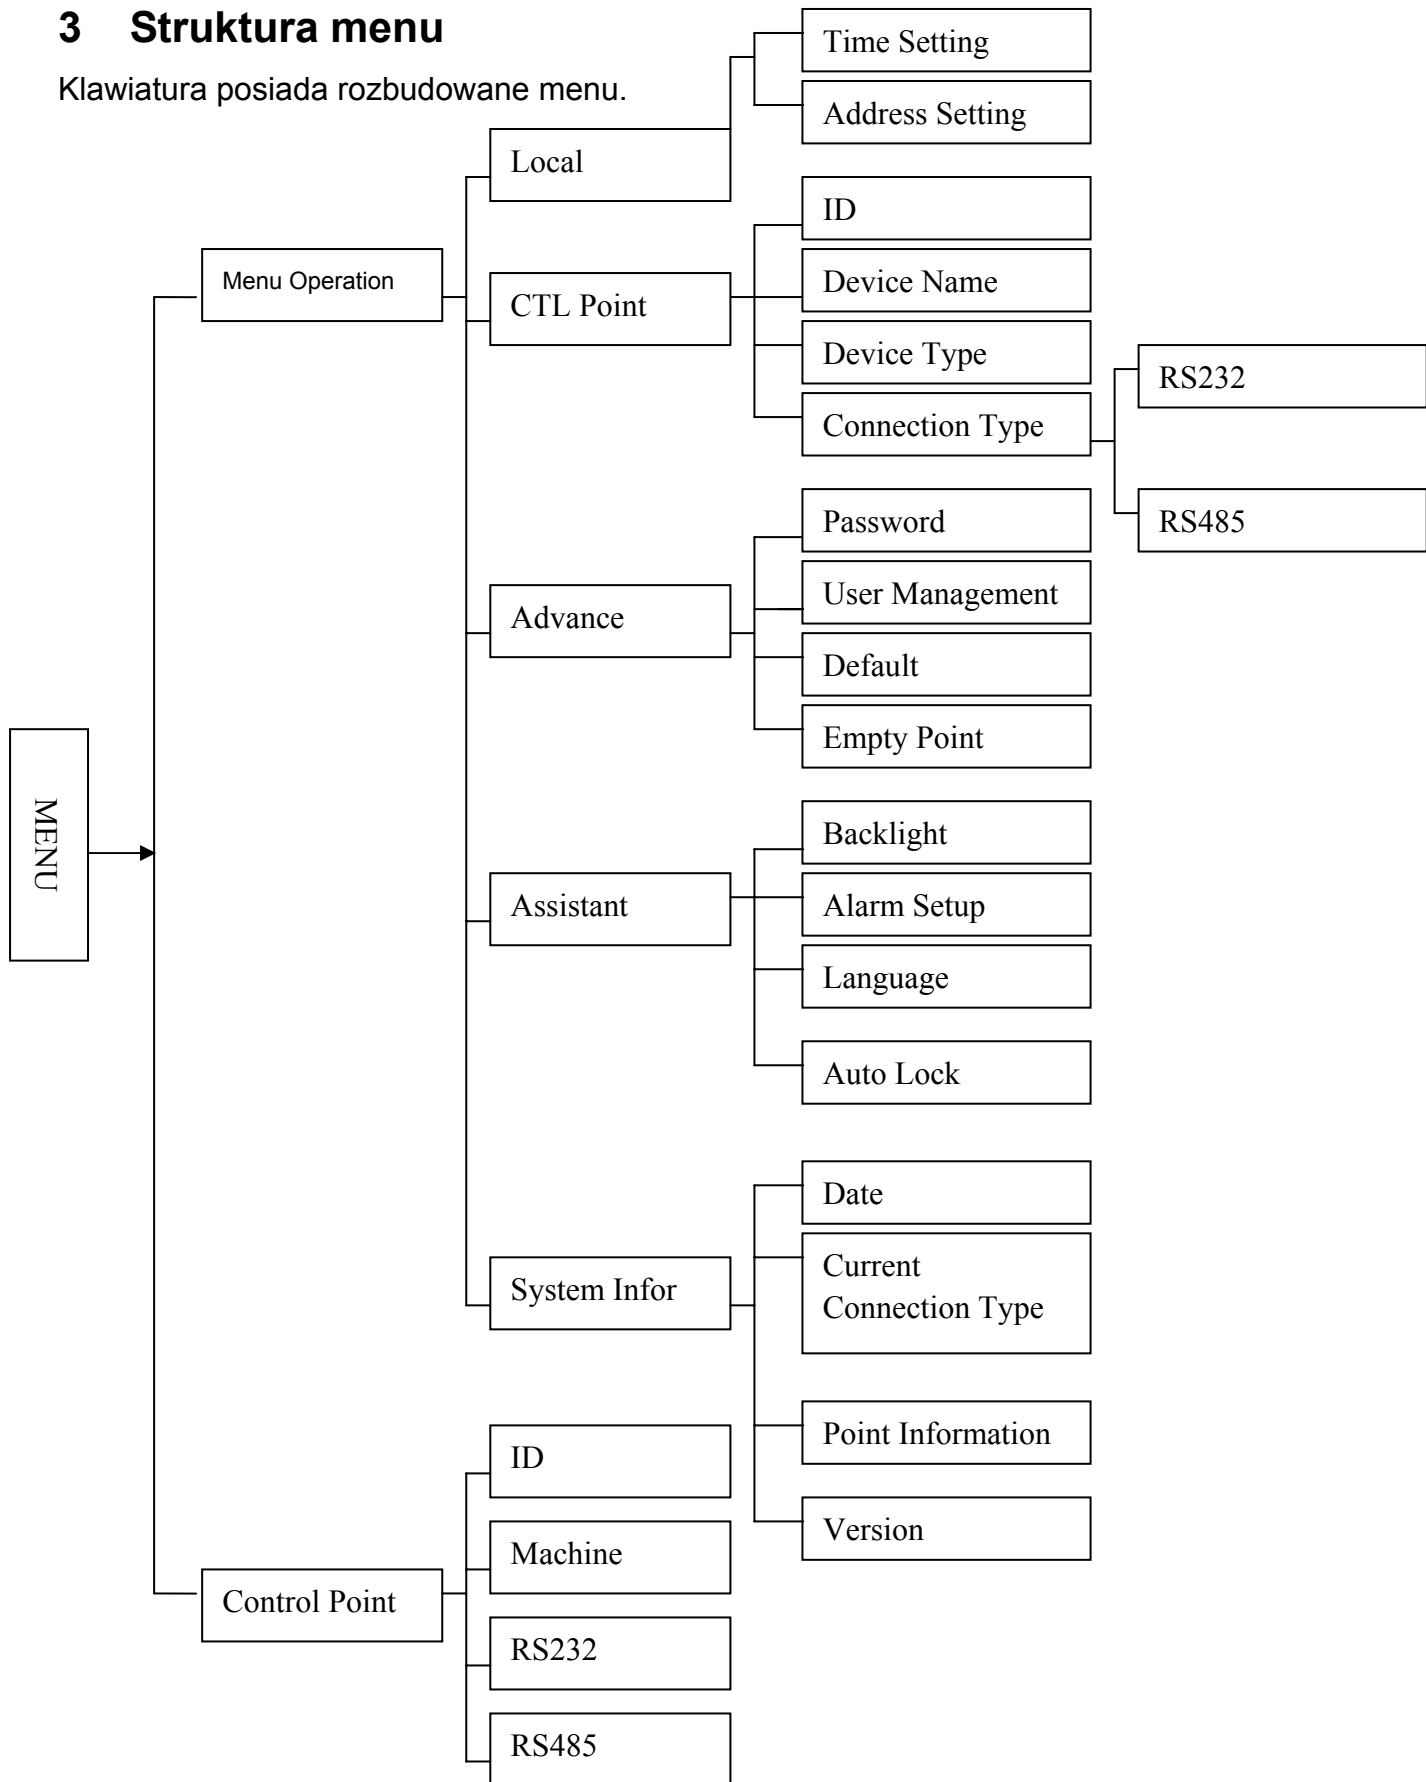 3 Struktura menu
Klawiatura posiada rozbudowane menu.
MENU
Menu Operation
Local
Time Setting
Address Setting
CTL Point
ID
Device Name
Device Type
Connection Type
RS232
RS485
Advance
Password
User Management
Default
Empty Point
Assistant
Backlight
Alarm Setup
Language
Auto Lock
System Infor
Date
Current
Connection Type
Point Information
Version
Control Point
ID
Machine
RS232
RS485